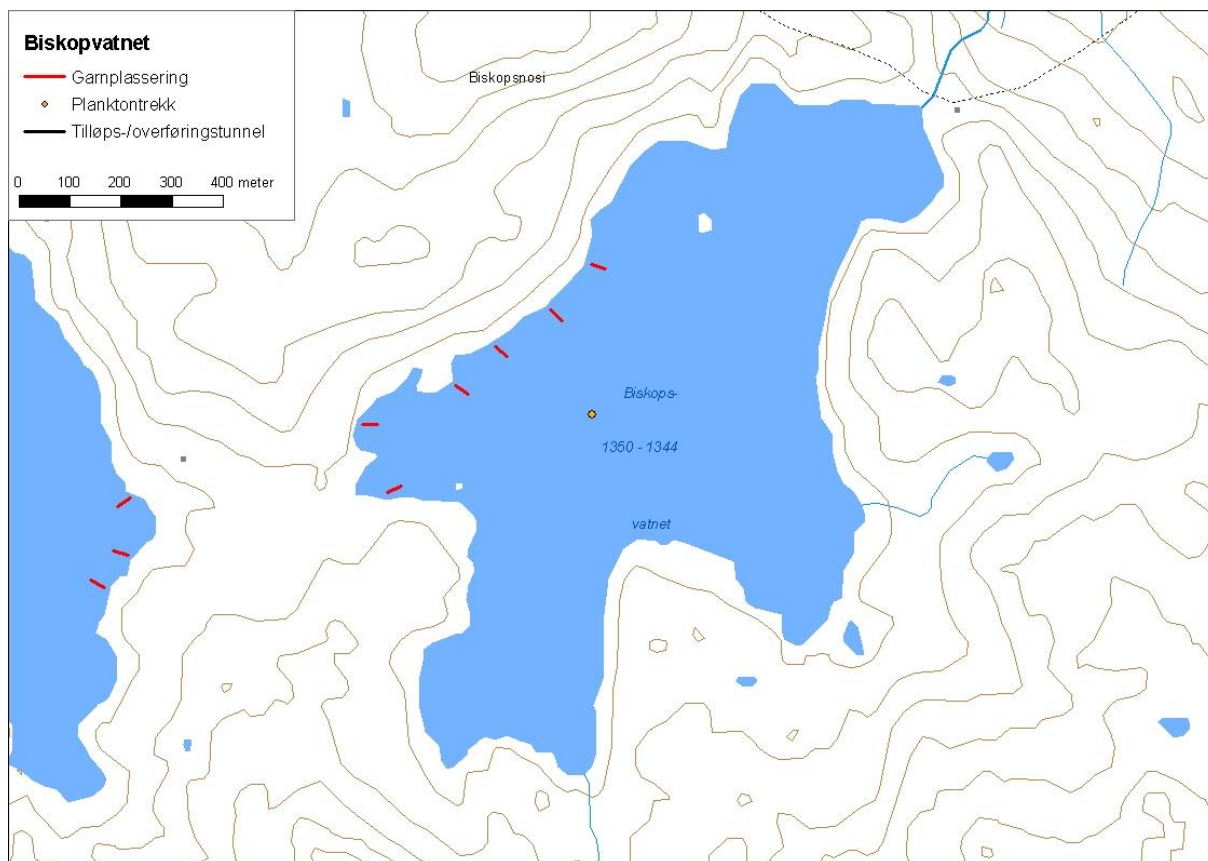 Biskopvatnet
Garnplassering
Planktontrekk
Tilløps-/overføringstunnel
0 100 200 300 400 meter
Biskopsnosi
Biskops-
1350 - 1344
vatnet